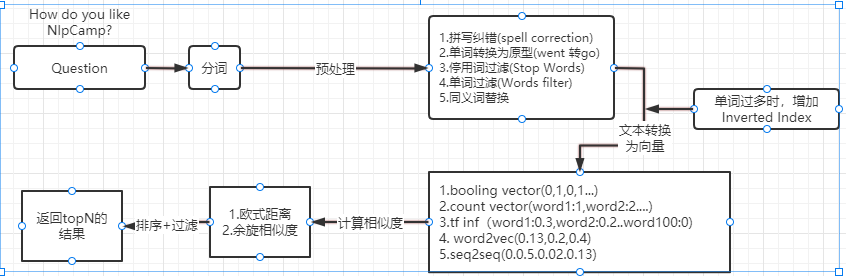 How do you like
NlpCamp?
Question
分词
预处理
1.拼写纠错(spell correction)
2.单词转换为原型(went 转go)
3.停用词过滤(Stop Words)
4.单词过滤(Words filter)
5.同义词替换
单词过多时，增加
Inverted Index
文本转换
为向量
1.booling vector(0,1,0,1...)
2.count vector(word1:1,word2:2....)
3.tf inf（word1:0.3,word2:0.2..word100:0)
4. word2vec(0.13,0.2,0.4)
5.seq2seq(0.0.5.0.02.0.13)
计算相似度
1.欧式距离
2.余旋相似度
排序+过滤
返回topN的
结果